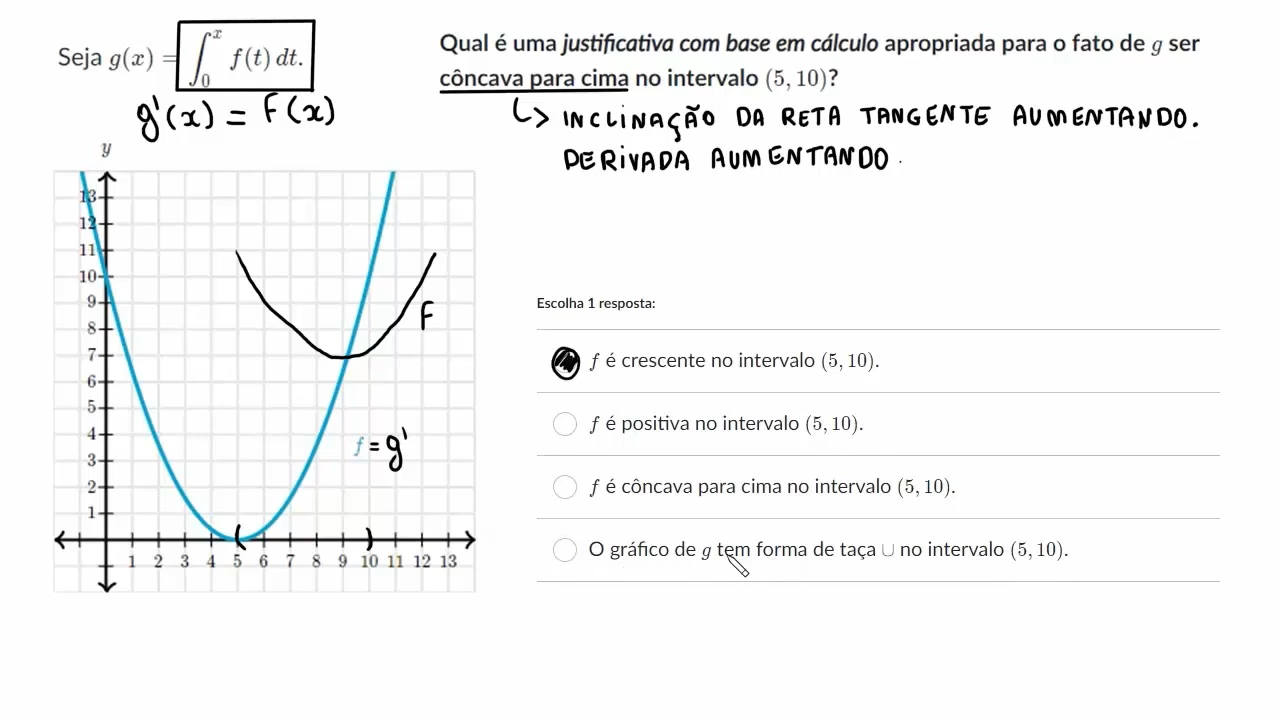 Seja g(x) = ∫₀ˣ f(t) dt.
g'(x) = F(x)
Qual é uma justificativa com base em cálculo apropriada para o fato de g ser
côncava para cima no intervalo (5, 10)?
↳ INCLINAÇÃO DA RETA TANGENTE AUMENTANDO.
DERIVADA AUMENTANDO.
y
13
12
11
10
9
8
7
6
5
4
3
2
1
1 2 3 4 5 6 7 8 9 10 11 12 13
F
f = g'
Escolha 1 resposta:
f é crescente no intervalo (5, 10).
f é positiva no intervalo (5, 10).
f é côncava para cima no intervalo (5, 10).
O gráfico de g tem forma de taça ∪ no intervalo (5, 10).